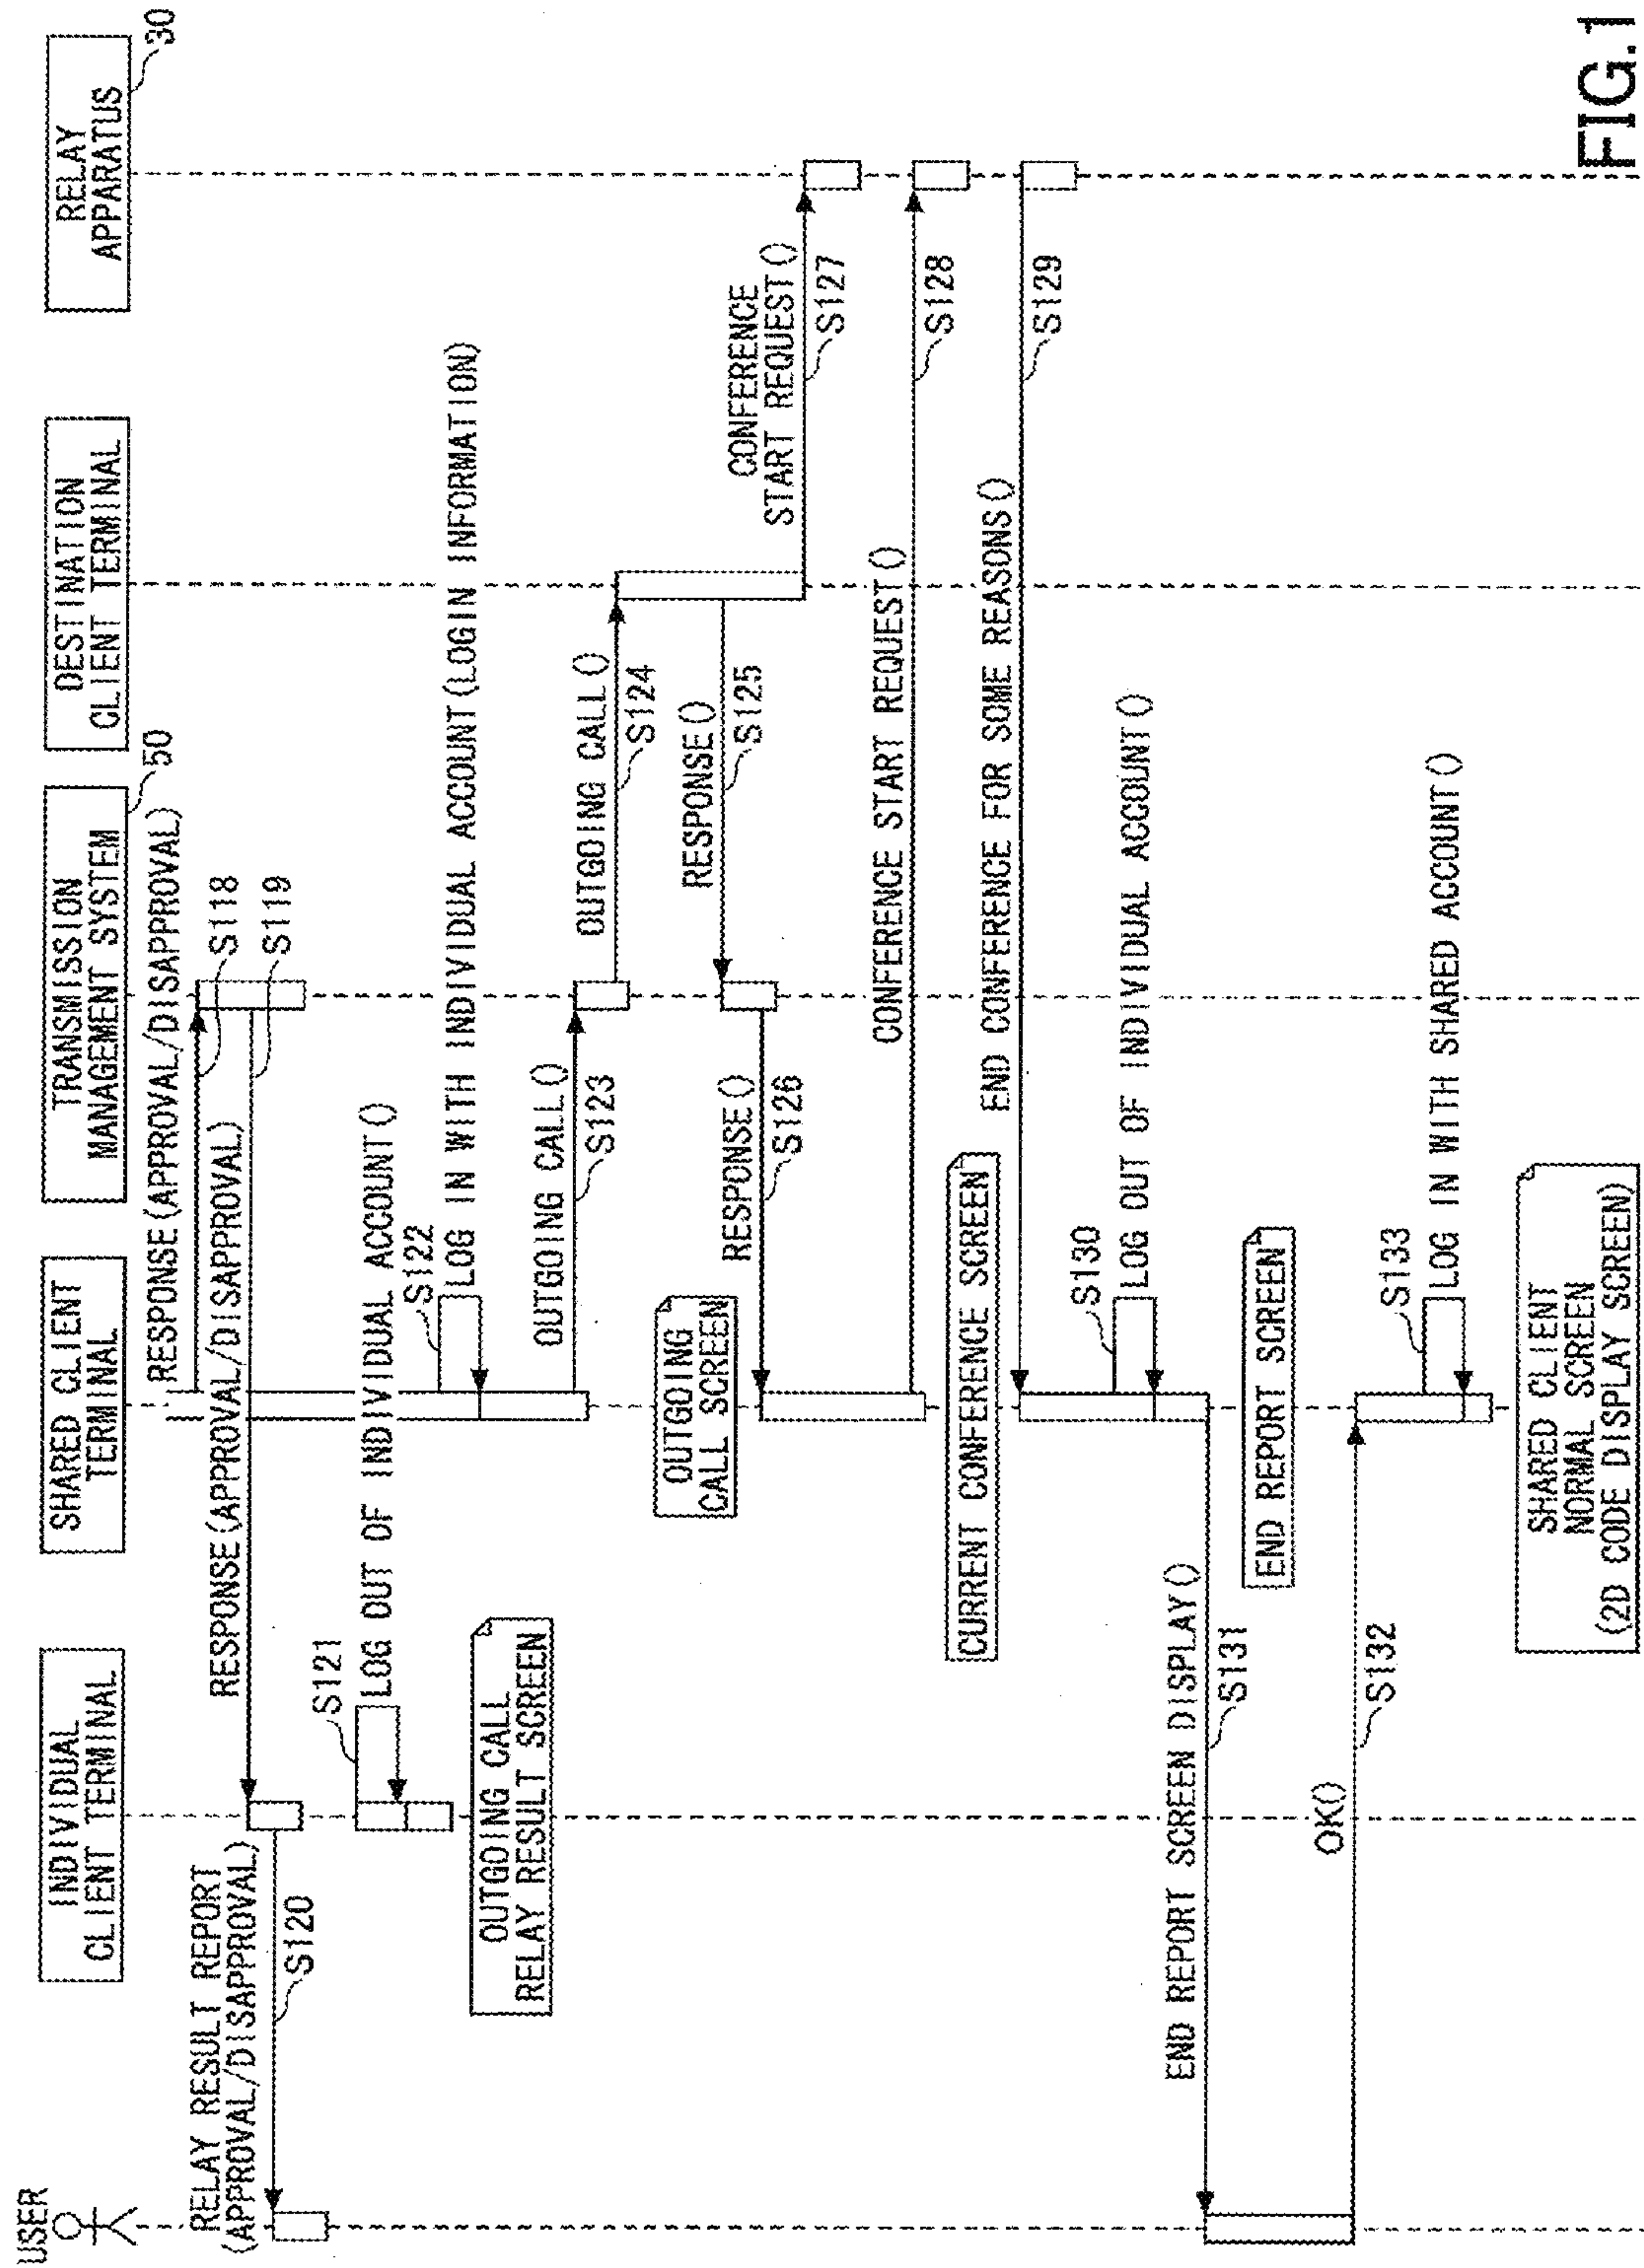 USER
INDIVIDUAL
CLIENT TERMINAL
SHARED CLIENT
TERMINAL
TRANSMISSION
MANAGEMENT SYSTEM
50
DESTINATION
CLIENT TERMINAL
RELAY
APPARATUS
30
RESPONSE(APPROVAL/DISAPPROVAL)
S118
RESPONSE(APPROVAL/DISAPPROVAL)
S119
RELAY RESULT REPORT
(APPROVAL/DISAPPROVAL)
S120
S121
LOG OUT OF INDIVIDUAL ACCOUNT()
OUTGOING CALL
RELAY RESULT SCREEN
S122
LOG IN WITH INDIVIDUAL ACCOUNT(LOGIN INFORMATION)
OUTGOING CALL()
S123
OUTGOING CALL()
S124
OUTGOING
CALL SCREEN
RESPONSE()
S125
RESPONSE()
S126
CONFERENCE
START REQUEST()
S127
CONFERENCE START REQUEST()
S128
CURRENT CONFERENCE SCREEN
END CONFERENCE FOR SOME REASONS()
S129
S130
LOG OUT OF INDIVIDUAL ACCOUNT()
END REPORT SCREEN DISPLAY()
S131
END REPORT SCREEN
OK()
S132
S133
LOG IN WITH SHARED ACCOUNT()
SHARED CLIENT
NORMAL SCREEN
(2D CODE DISPLAY SCREEN)
FIG.1